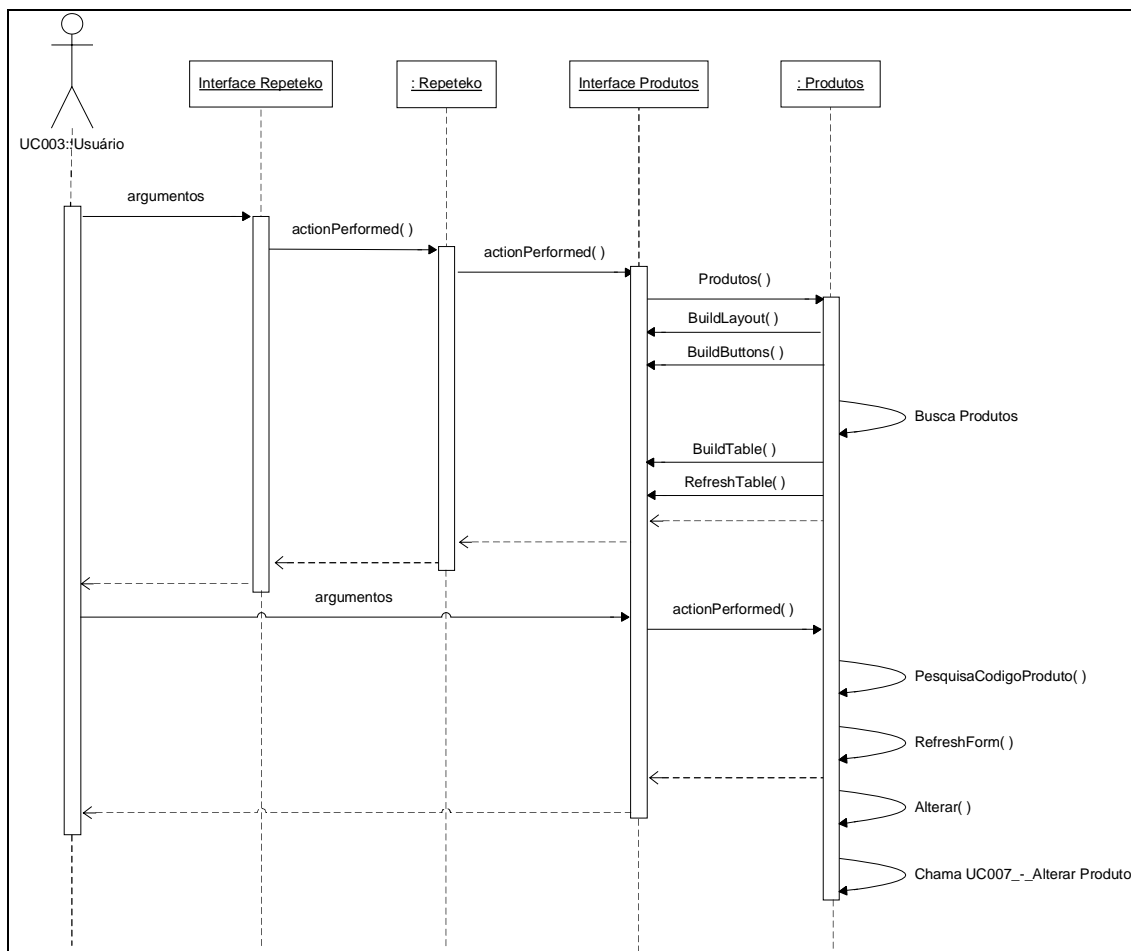 Interface Repeteko
: Repeteko
Interface Produtos
: Produtos
UC003::Usuário
argumentos
actionPerformed( )
actionPerformed( )
Produtos( )
BuildLayout( )
BuildButtons( )
Busca Produtos
BuildTable( )
RefreshTable( )
argumentos
actionPerformed( )
PesquisaCodigoProduto( )
RefreshForm( )
Alterar( )
Chama UC007_-_Alterar Produto